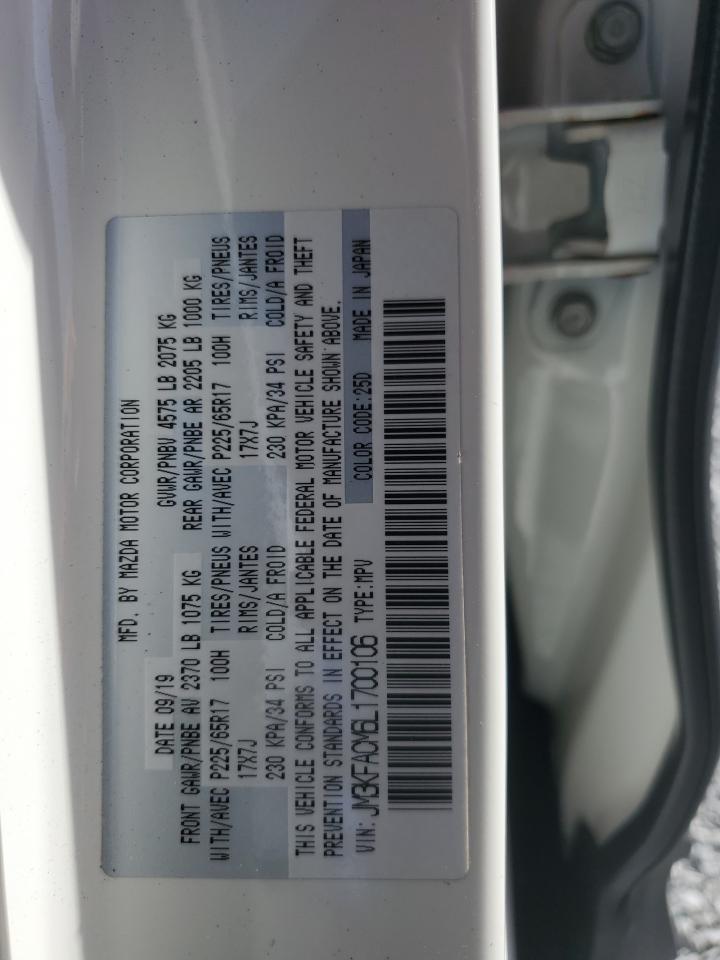 MFD. BY MAZDA MOTOR CORPORATION
DATE 09/19 GVWR/PNBV 4575 LB 2075 KG
FRONT GAWR/PNBE AV 2370 LB 1075 KG REAR GAWR/PNBE AR 2205 LB 1000 KG
WITH/AVEC P225/65R17 100H TIRES/PNEUS WITH/AVEC P225/65R17 100H TIRES/PNEUS
17X7J RIMS/JANTES 17X7J RIMS/JANTES
230 KPA/34 PSI COLD/A FROID 230 KPA/34 PSI COLD/A FROID
THIS VEHICLE CONFORMS TO ALL APPLICABLE FEDERAL MOTOR VEHICLE SAFETY AND THEFT
PREVENTION STANDARDS IN EFFECT ON THE DATE OF MANUFACTURE SHOWN ABOVE.
VIN: JM3KFACM6L1700106 TYPE:MPV COLOR CODE:25D MADE IN JAPAN